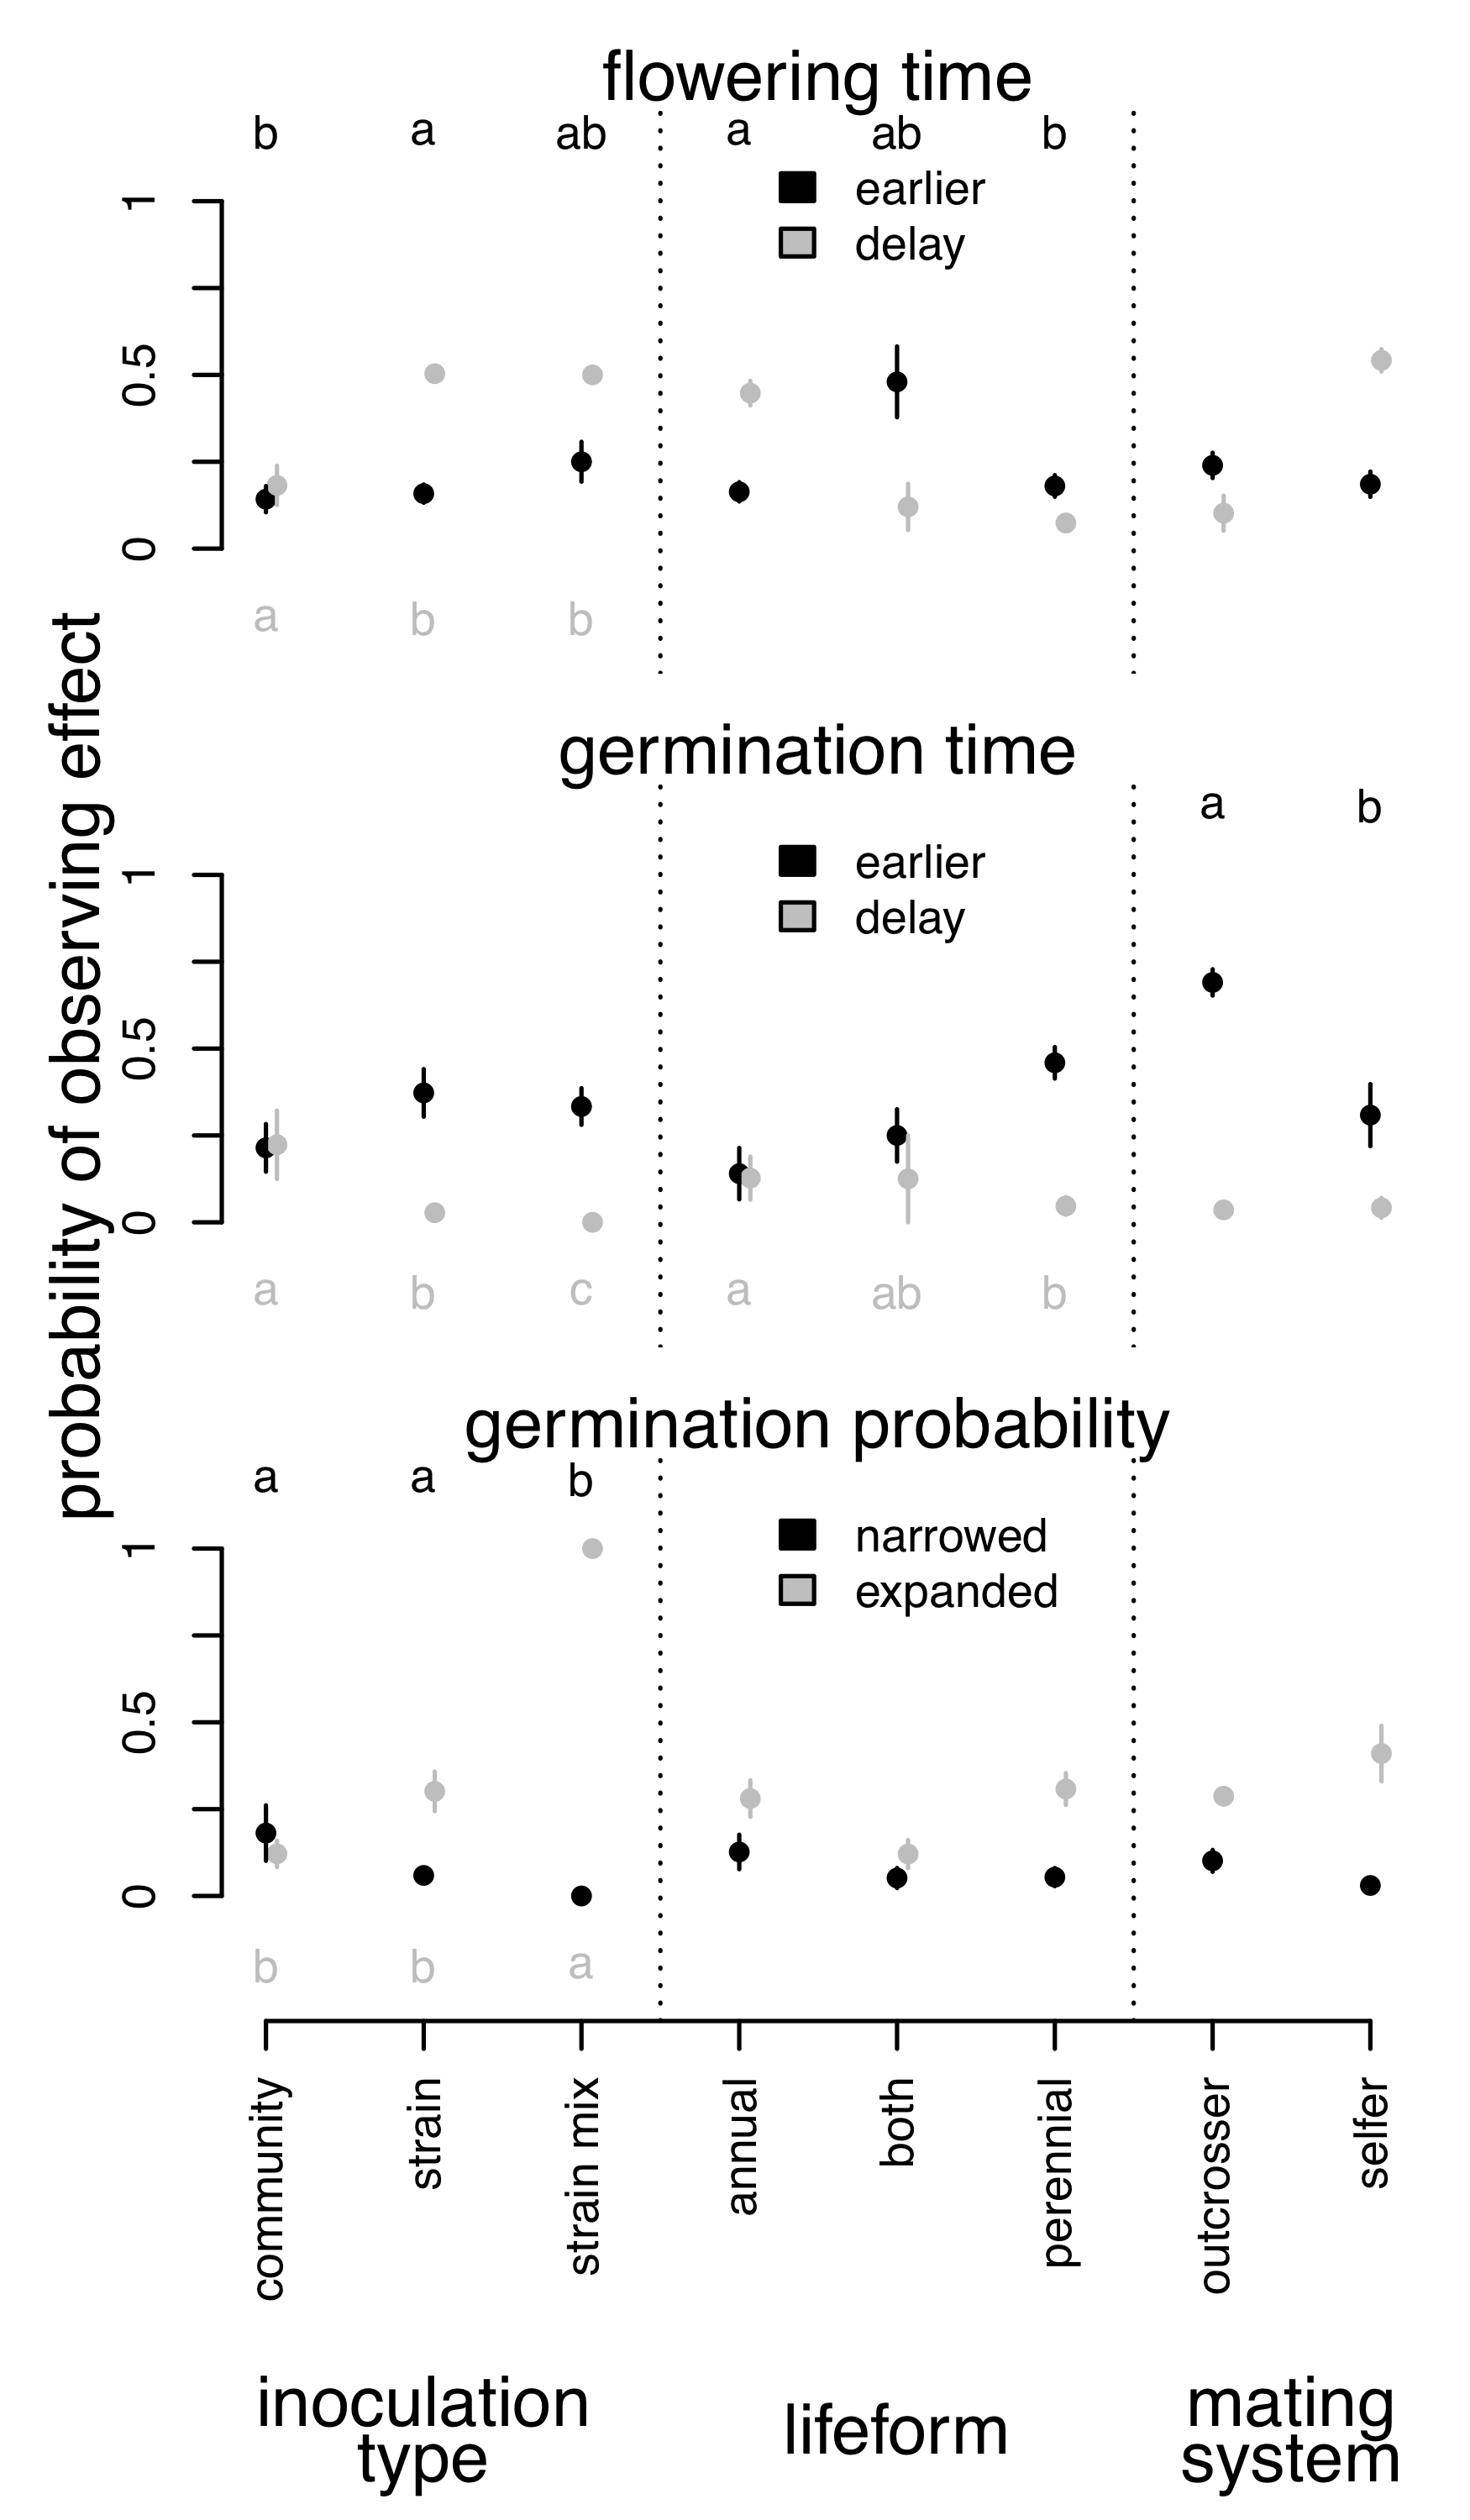 probability of observing effect
flowering time
b a ab a ab b
earlier
delay
1
0.5
0
a b b
germination time
a b
earlier
delay
1
0.5
0
a b c a ab b
germination probability
a a b
narrowed
expanded
1
0.5
0
b b a
community
strain
strain mix
annual
both
perennial
outcrosser
selfer
inoculation
type
lifeform
mating
system